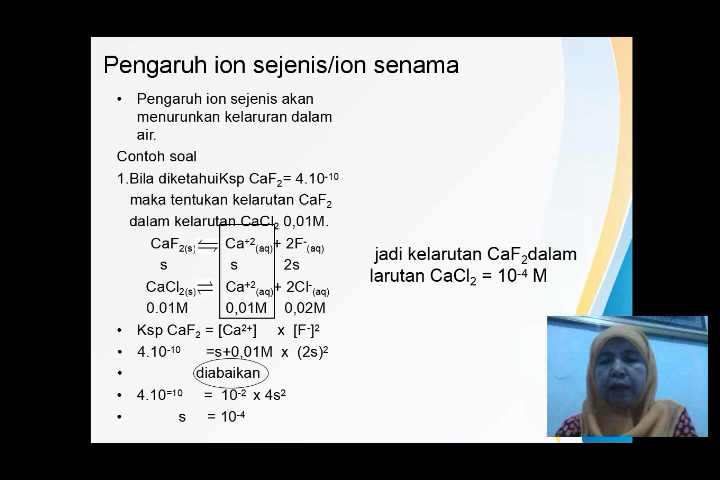 Pengaruh ion sejenis/ion senama
• Pengaruh ion sejenis akan
menurunkan kelaruran dalam
air.
Contoh soal
1.Bila diketahuiKsp CaF₂= 4.10⁻¹⁰
maka tentukan kelarutan CaF₂
dalam kelarutan CaCl₂ 0,01M.
CaF₂₍ₛ₎ ⇌ Ca⁺²₍aq₎+ 2F⁻₍aq₎
s s 2s
CaCl₂₍ₛ₎ ⇌ Ca⁺²₍aq₎+ 2Cl⁻₍aq₎
0.01M 0,01M 0,02M
• Ksp CaF₂ = [Ca²⁺] x [F⁻]²
• 4.10⁻¹⁰ =s+0,01M x (2s)²
• diabaikan
• 4.10⁼¹⁰ = 10⁻² x 4s²
• s = 10⁻⁴
jadi kelarutan CaF₂dalam
larutan CaCl₂ = 10⁻⁴ M